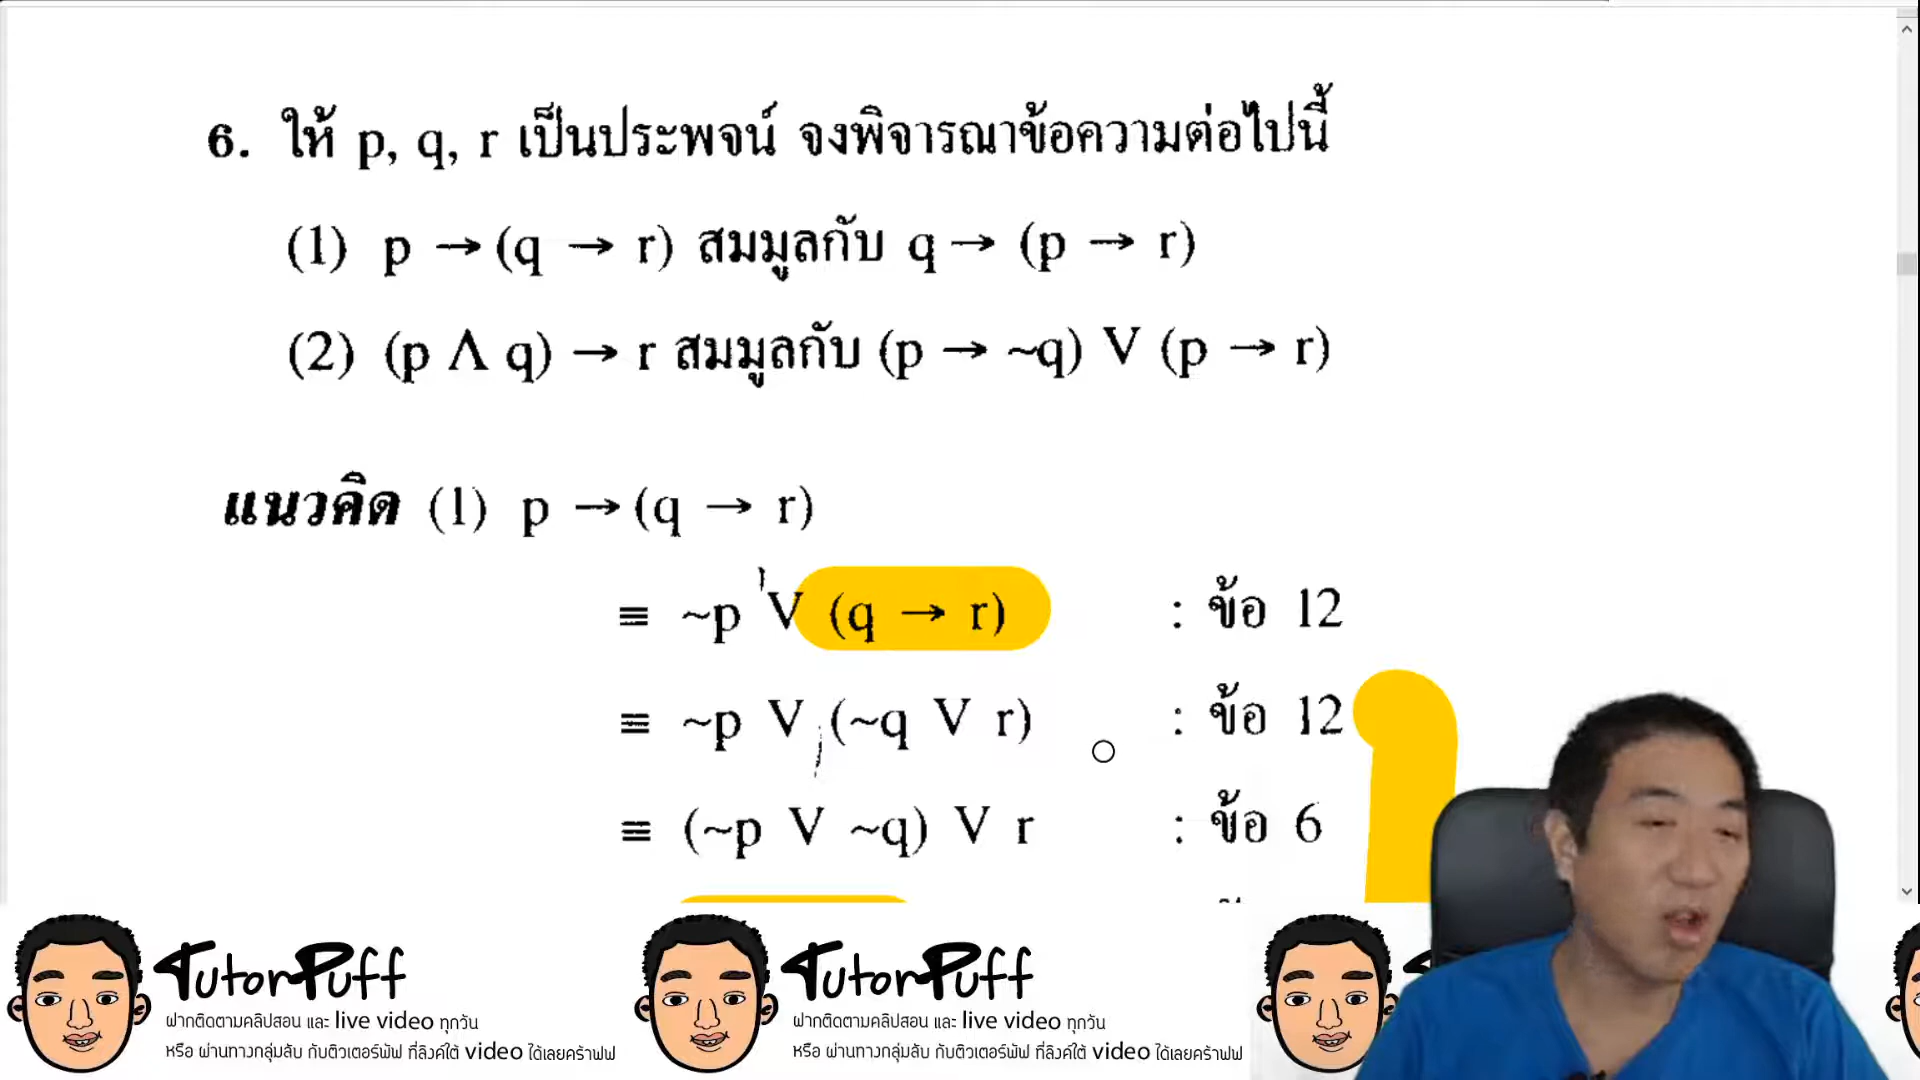 6. ให้ p, q, r เป็นประพจน์ จงพิจารณาข้อความต่อไปนี้
(1) p → (q → r) สมมูลกับ q → (p → r)
(2) (p Λ q) → r สมมูลกับ (p → ~q) V (p → r)
แนวคิด (1) p → (q → r)
≡ ~p V (q → r) : ข้อ 12
≡ ~p V (~q V r) : ข้อ 12
≡ (~p V ~q) V r : ข้อ 6
TutorPuff TutorPuff
ฝากติดตามคลิปสอน และ live video ทุกวัน ฝากติดตามคลิปสอน และ live video ทุกวัน
หรือ ผ่านทางกลุ่มลับ กับติวเตอร์พัฟ ที่ลิงค์ใต้ video ได้เลยคร้าฟฟ หรือ ผ่านทางกลุ่มลับ กับติวเตอร์พัฟ ที่ลิงค์ใต้ video ได้เลยคร้าฟฟ